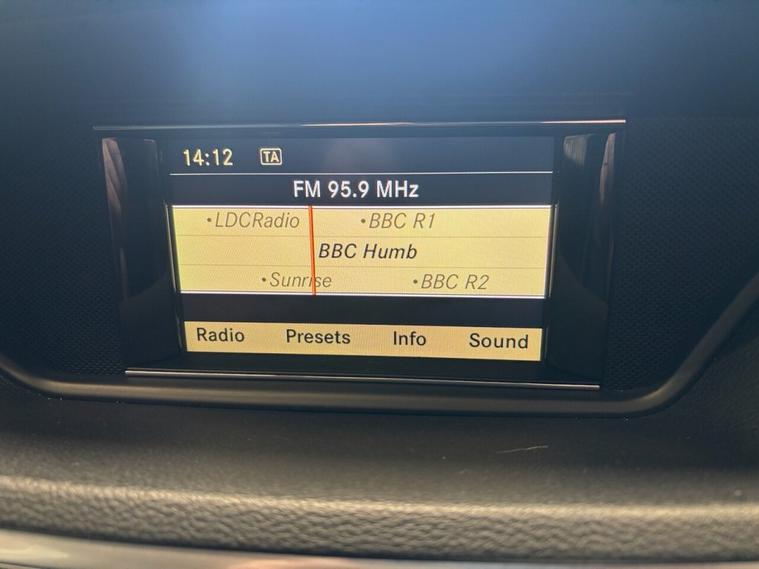 14:12 TA
FM 95.9 MHz
•LDCRadio •BBC R1
BBC Humb
•Sunrise •BBC R2
Radio Presets Info Sound